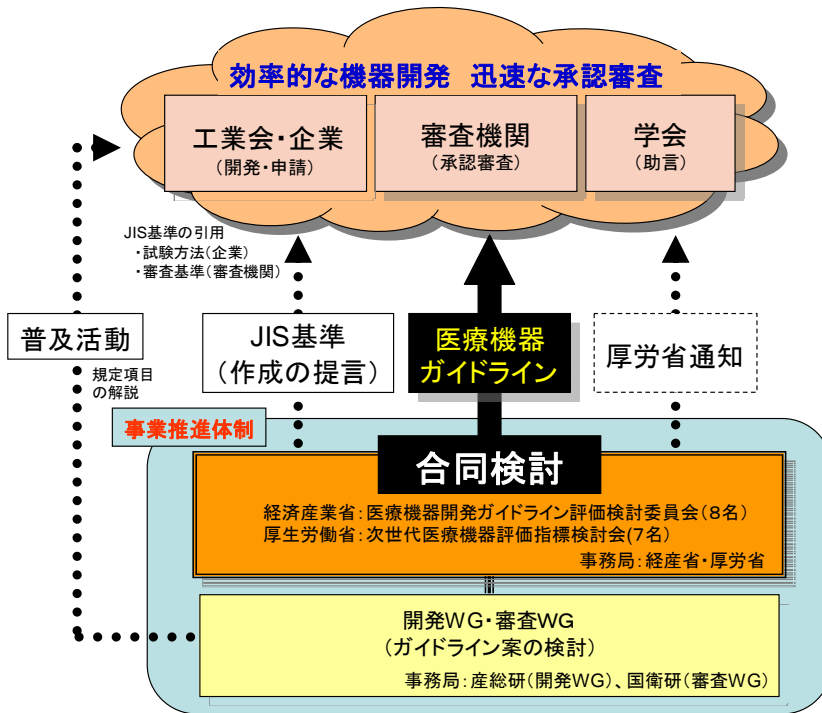 効率的な機器開発 迅速な承認審査
工業会・企業
(開発・申請)
審査機関
(承認審査)
学会
(助言)
JIS基準の引用
・試験方法(企業)
・審査基準(審査機関)
普及活動
規定項目
の解説
JIS基準
(作成の提言)
医療機器
ガイドライン
厚労省通知
事業推進体制
合同検討
経済産業省:医療機器開発ガイドライン評価検討委員会(8名)
厚生労働省:次世代医療機器評価指標検討会(7名)
事務局:経産省・厚労省
開発WG・審査WG
(ガイドライン案の検討)
事務局:産総研(開発WG)、国衛研(審査WG)